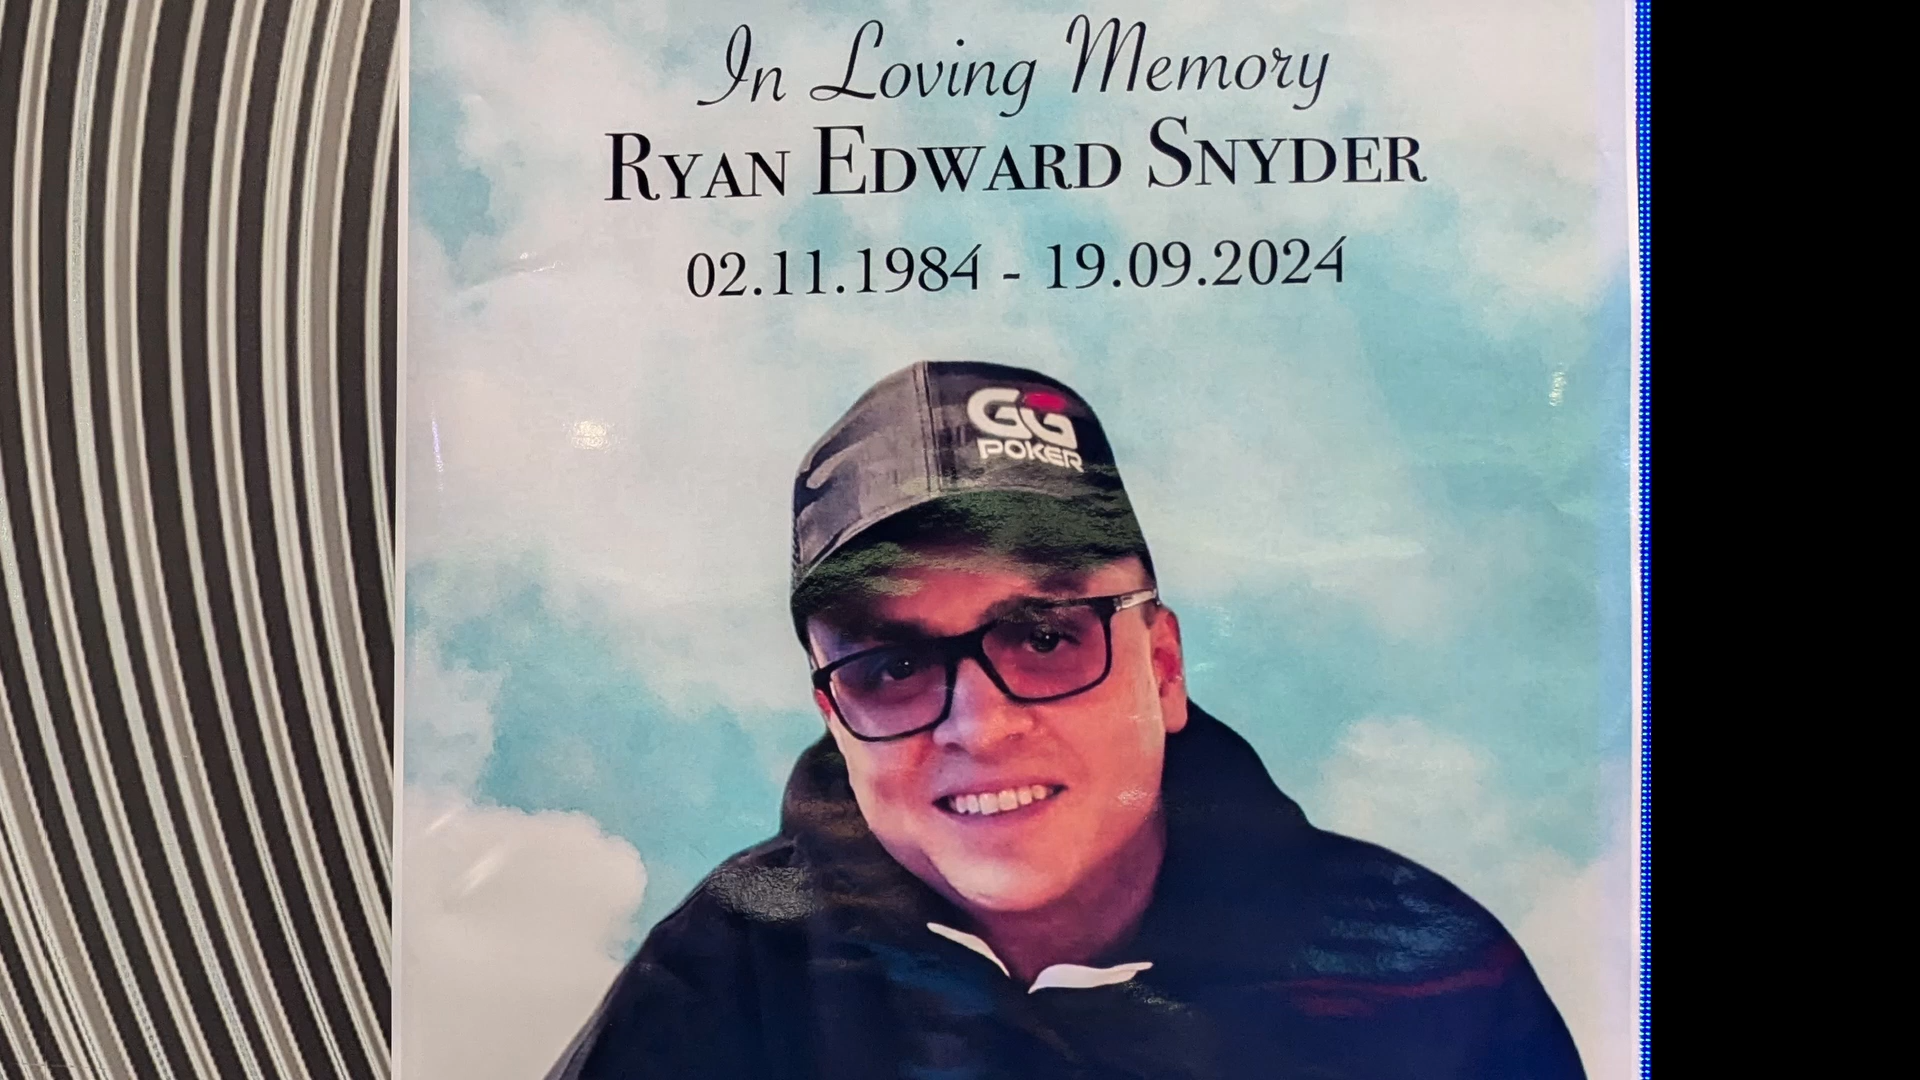 In Loving Memory
RYAN EDWARD SNYDER
02.11.1984 - 19.09.2024
GG
POKER